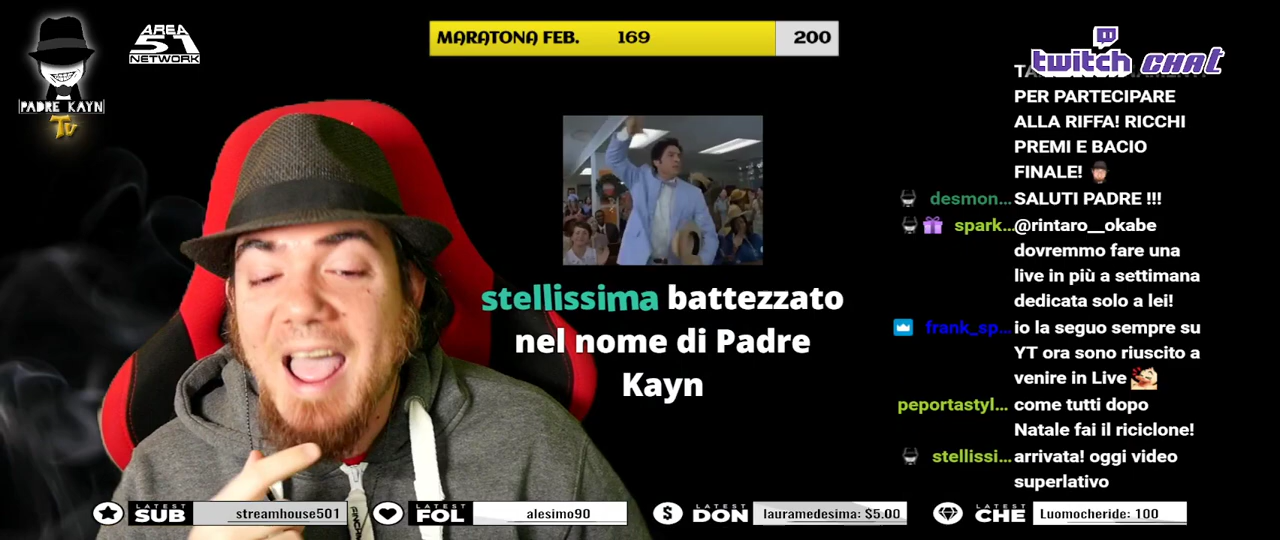 PADRE KAYN
Tv
AREA
51
NETWORK
MARATONA FEB. 169 200
twitch CHAT
PER PARTECIPARE
ALLA RIFFA! RICCHI
PREMI E BACIO
FINALE!
desmon... SALUTI PADRE !!!
spark... @rintaro__okabe
dovremmo fare una
live in più a settimana
dedicata solo a lei!
frank_sp... io la seguo sempre su
YT ora sono riuscito a
venire in Live
peportastyl... come tutti dopo
Natale fai il riciclone!
stellissi... arrivata! oggi video
superlativo
stellissima battezzato
nel nome di Padre
Kayn
LATEST
SUB streamhouse501
LATEST
FOL alesimo90
LATEST
DON lauramedesima: $5.00
LATEST
CHE Luomocheride: 100